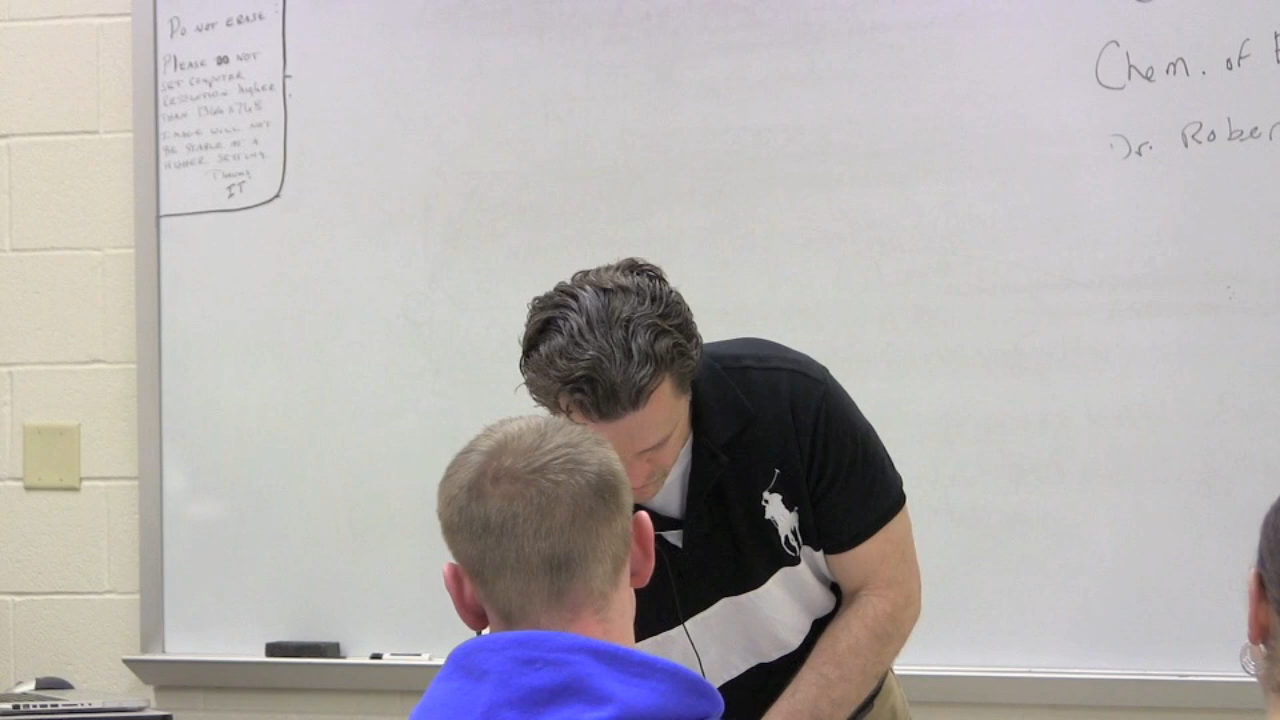 Do NOT ERASE:
PLEASE DO NOT
SET COMPUTER
RESOLUTION higher
THAN 1366x768
IMAGE WILL NOT
BE STABLE AT A
HIGHER SETTING.
Thanks
IT
Chem. of
Dr. Rober